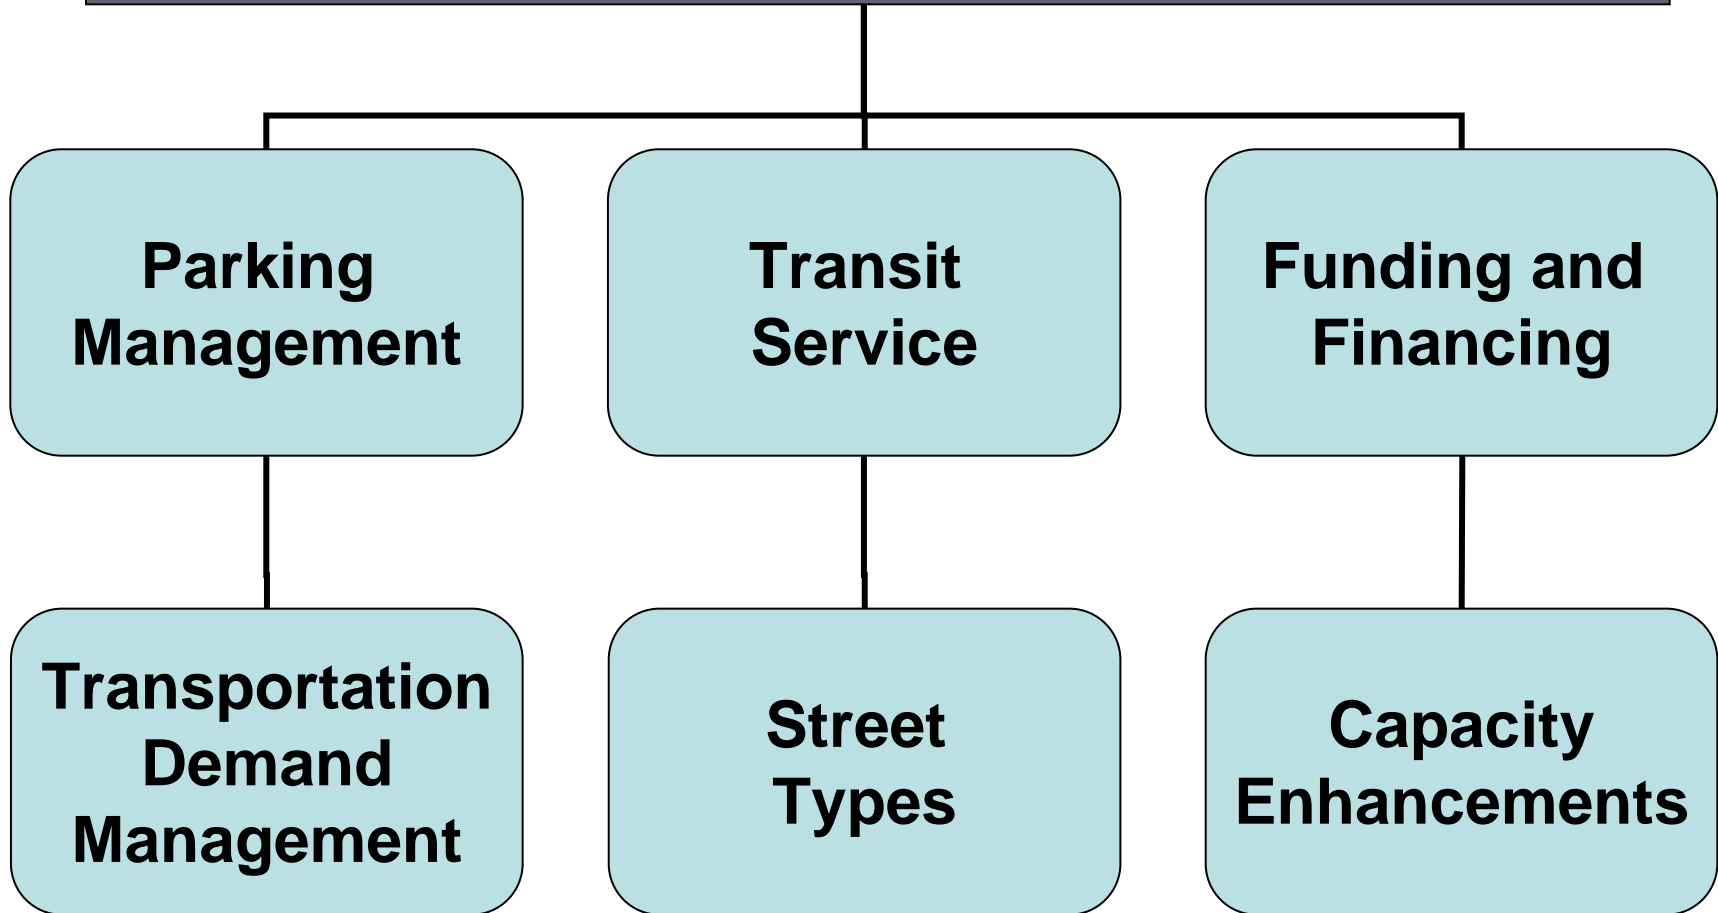 Parking
Management
Transit
Service
Funding and
Financing
Transportation
Demand
Management
Street
Types
Capacity
Enhancements